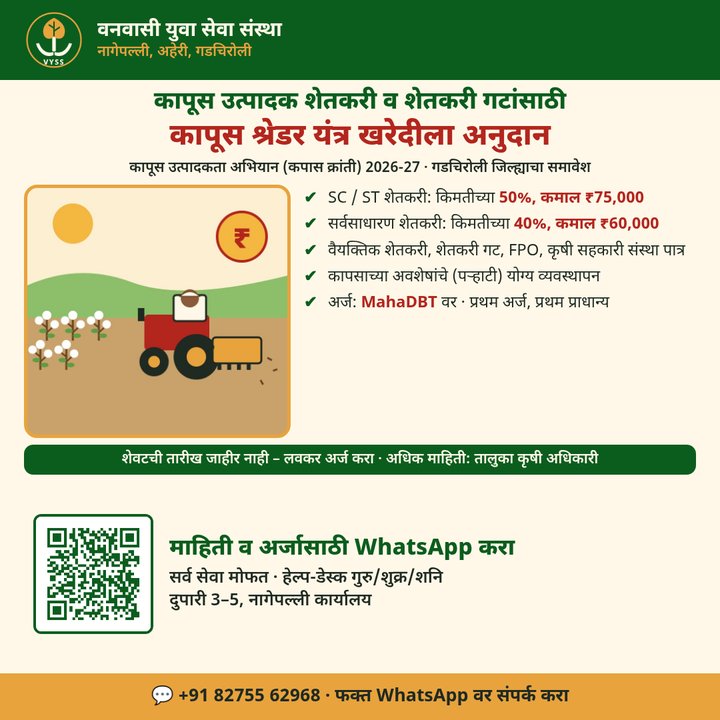 वनवासी युवा सेवा संस्था
नागेपल्ली, अहेरी, गडचिरोली
VYSS
कापूस उत्पादक शेतकरी व शेतकरी गटांसाठी
कापूस श्रेडर यंत्र खरेदीला अनुदान
कापूस उत्पादकता अभियान (कपास क्रांती) 2026-27 · गडचिरोली जिल्ह्याचा समावेश
₹
✔ SC / ST शेतकरी: किमतीच्या 50%, कमाल ₹75,000
✔ सर्वसाधारण शेतकरी: किमतीच्या 40%, कमाल ₹60,000
✔ वैयक्तिक शेतकरी, शेतकरी गट, FPO, कृषी सहकारी संस्था पात्र
✔ कापसाच्या अवशेषांचे (पऱ्हाटी) योग्य व्यवस्थापन
✔ अर्ज: MahaDBT वर · प्रथम अर्ज, प्रथम प्राधान्य
शेवटची तारीख जाहीर नाही – लवकर अर्ज करा · अधिक माहिती: तालुका कृषी अधिकारी
माहिती व अर्जासाठी WhatsApp करा
सर्व सेवा मोफत · हेल्प-डेस्क गुरु/शुक्र/शनि
दुपारी 3–5, नागेपल्ली कार्यालय
💬 +91 82755 62968 · फक्त WhatsApp वर संपर्क करा